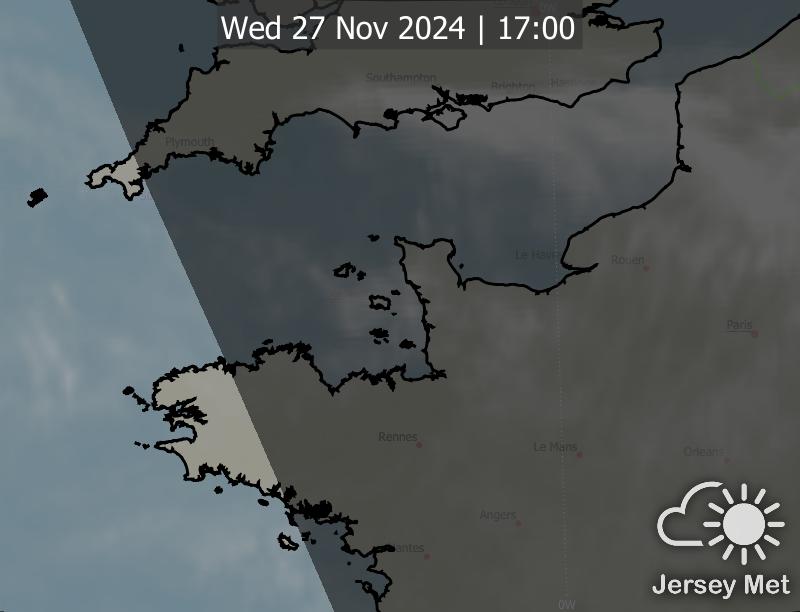 Wed 27 Nov 2024 | 17:00
Southampton
Brighton
Plymouth
Le Havre
Rouen
Paris
Rennes
Le Mans
Orleans
Angers
Nantes
Jersey Met
0W